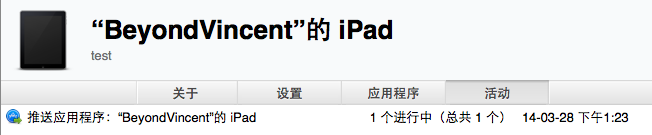 “BeyondVincent”的 iPad
test
关于 设置 应用程序 活动
推送应用程序：“BeyondVincent”的 iPad 1 个进行中（总共 1 个） 14-03-28 下午1:23